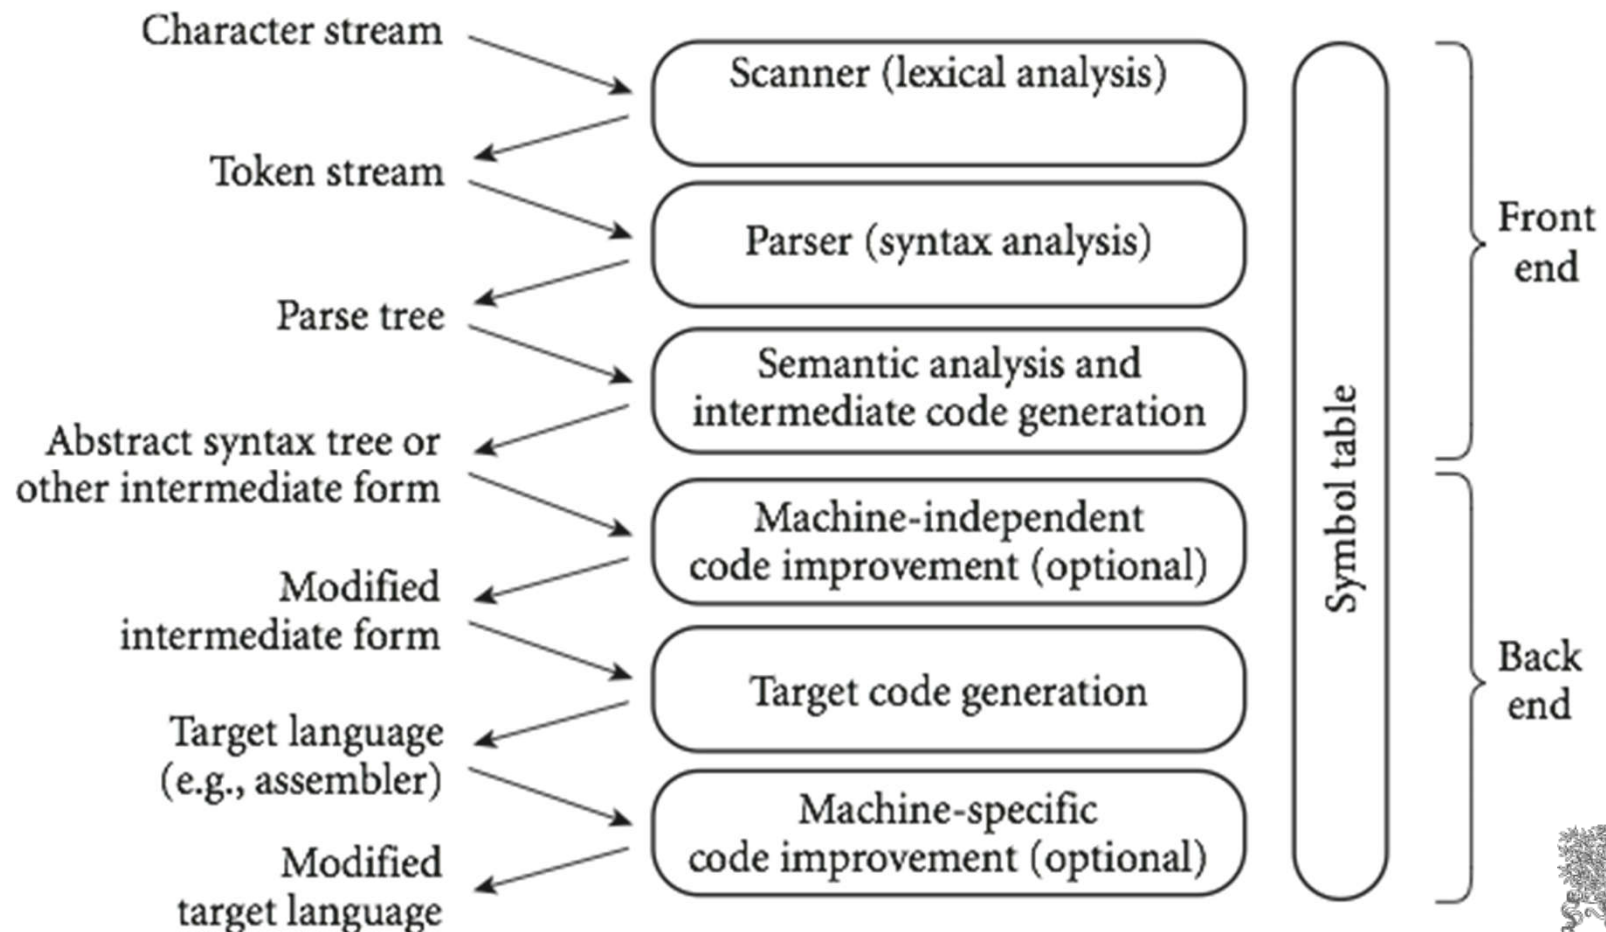 Character stream
Scanner (lexical analysis)
Token stream
Parser (syntax analysis)
Parse tree
Semantic analysis and
intermediate code generation
Abstract syntax tree or
other intermediate form
Machine-independent
code improvement (optional)
Modified
intermediate form
Target code generation
Target language
(e.g., assembler)
Machine-specific
code improvement (optional)
Modified
target language
Symbol table
Front
end
Back
end